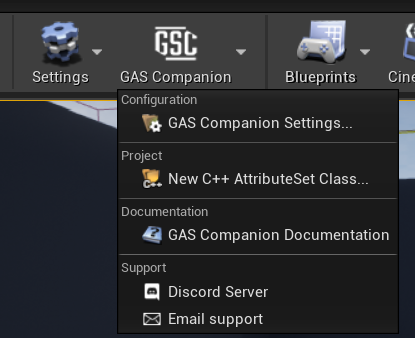 GSC
Settings
GAS Companion
Blueprints
Cine
Configuration
GAS Companion Settings...
Project
C++
New C++ AttributeSet Class...
Documentation
GAS Companion Documentation
Support
Discord Server
Email support